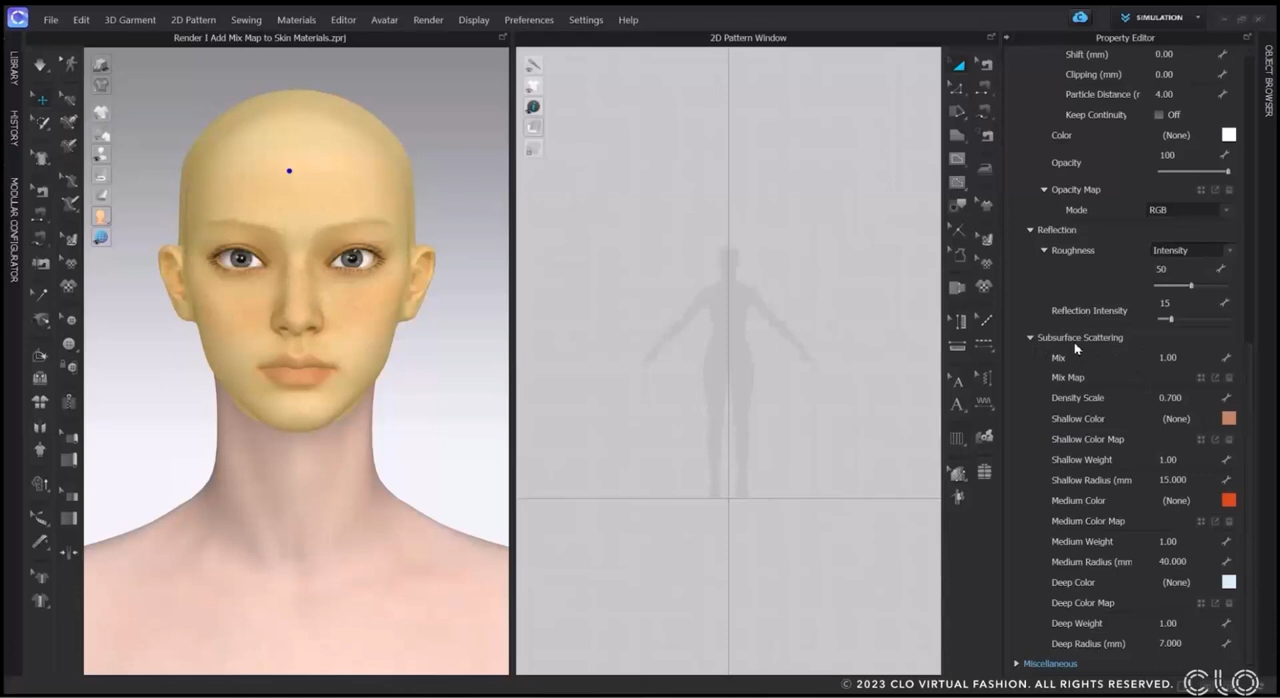 File Edit 3D Garment 2D Pattern Sewing Materials Editor Avatar Render Display Preferences Settings Help
SIMULATION
Render I Add Mix Map to Skin Materials.zprj
2D Pattern Window
Property Editor
LIBRARY
HISTORY
MODULAR CONFIGURATOR
OBJECT BROWSER
Shift (mm) 0.00
Clipping (mm) 0.00
Particle Distance (r 4.00
Keep Continuity Off
Color (None)
Opacity 100
Opacity Map
Mode RGB
Reflection
Roughness Intensity
50
Reflection Intensity 15
Subsurface Scattering
Mix 1.00
Mix Map
Density Scale 0.700
Shallow Color (None)
Shallow Color Map
Shallow Weight 1.00
Shallow Radius (mm 15.000
Medium Color (None)
Medium Color Map
Medium Weight 1.00
Medium Radius (mm 40.000
Deep Color (None)
Deep Color Map
Deep Weight 1.00
Deep Radius (mm) 7.000
Miscellaneous
© 2023 CLO VIRTUAL FASHION. ALL RIGHTS RESERVED. CLO